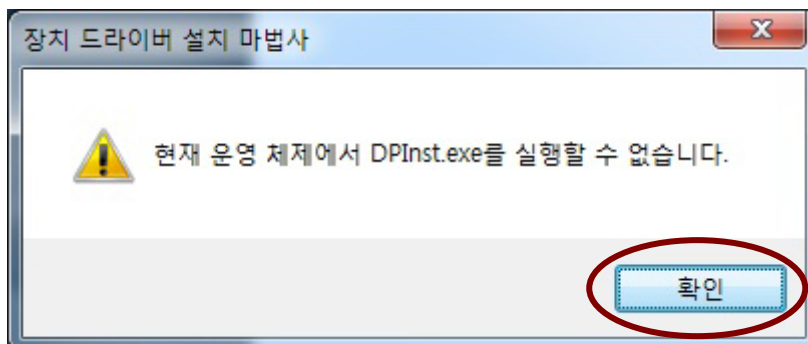 장치 드라이버 설치 마법사
현재 운영 체제에서 DPInst.exe를 실행할 수 없습니다.
확인